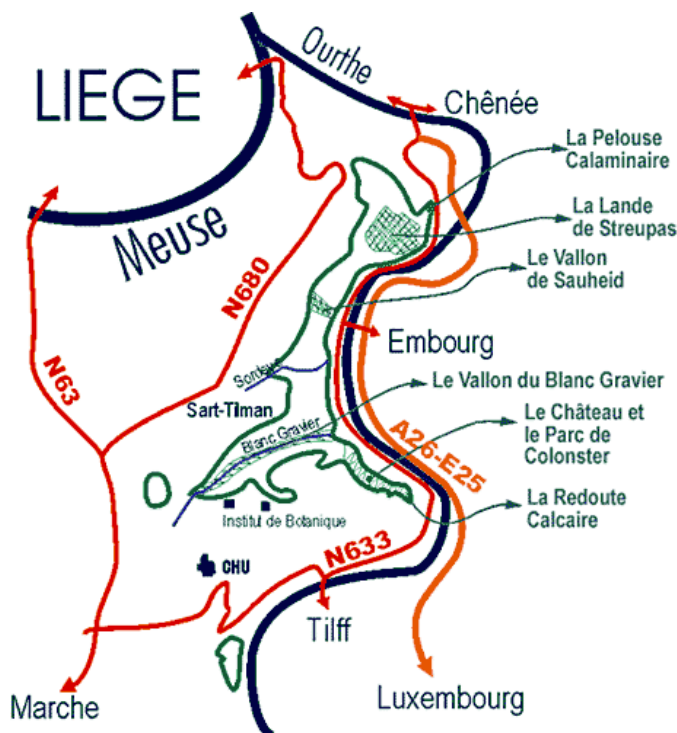 Ourthe
LIEGE
Chênée
La Pelouse
Calaminaire
La Lande
de Streupas
Meuse
Le Vallon
de Sauheid
N680
Embourg
N63
Le Vallon du Blanc Gravier
Sart-Tilman
Le Château et
le Parc de
Colonster
Blanc Gravier
A26-E25
La Redoute
Calcaire
Institut de Botanique
N633
CHU
Tilff
Marche
Luxembourg